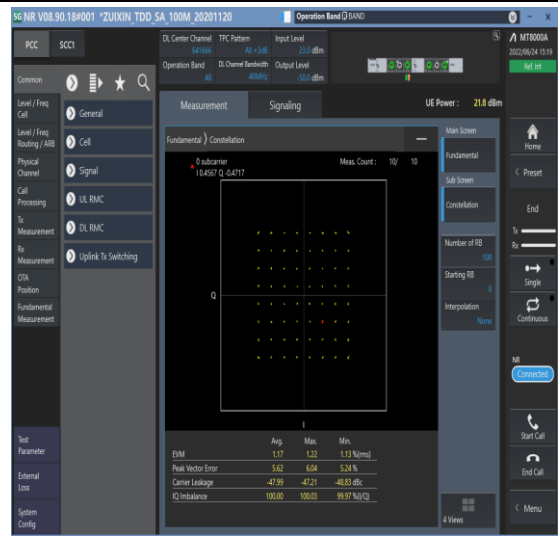 5G NR V08.90.18#001 *ZUIXIN_TDD_SA_100M_20201120
Operation Band BAND
PCC
SCC1
DL Center Channel TPC Pattern Input Level
641666 All +3dB 23.0 dBm
Operation Band DL Channel Bandwidth Output Level
48 40MHz -50.0 dBm
MT8000A
2022/06/24 15:19
Ref. Int
Common
Level / Freq
Cell
Level / Freq
Routing / ARB
Physical
Channel
Call
Processing
Tx
Measurement
Rx
Measurement
OTA
Position
Fundamental
Measurement
Test
Parameter
External
Loss
System
Config
General
Cell
Signal
UL RMC
DL RMC
Uplink Tx Switching
Measurement
Signaling
UE Power : 21.8 dBm
Fundamental Constellation
0 subcarrier
I 0.4567 Q -0.4717
Meas. Count : 10/ 10
Q
I
Avg. Max. Min.
EVM 1.17 1.22 1.13 %(rms)
Peak Vector Error 5.62 6.04 5.24 %
Carrier Leakage -47.99 -47.21 -48.83 dBc
IQ Imbalance 100.00 100.03 99.97 %(I/Q)
Main Screen
Fundamental
Sub Screen
Constellation
Number of RB
100
Starting RB
0
Interpolation
None
4 Views
Home
Preset
End
Tx
Rx
Single
Continuous
NR
Connected
Start Call
End Call
Menu